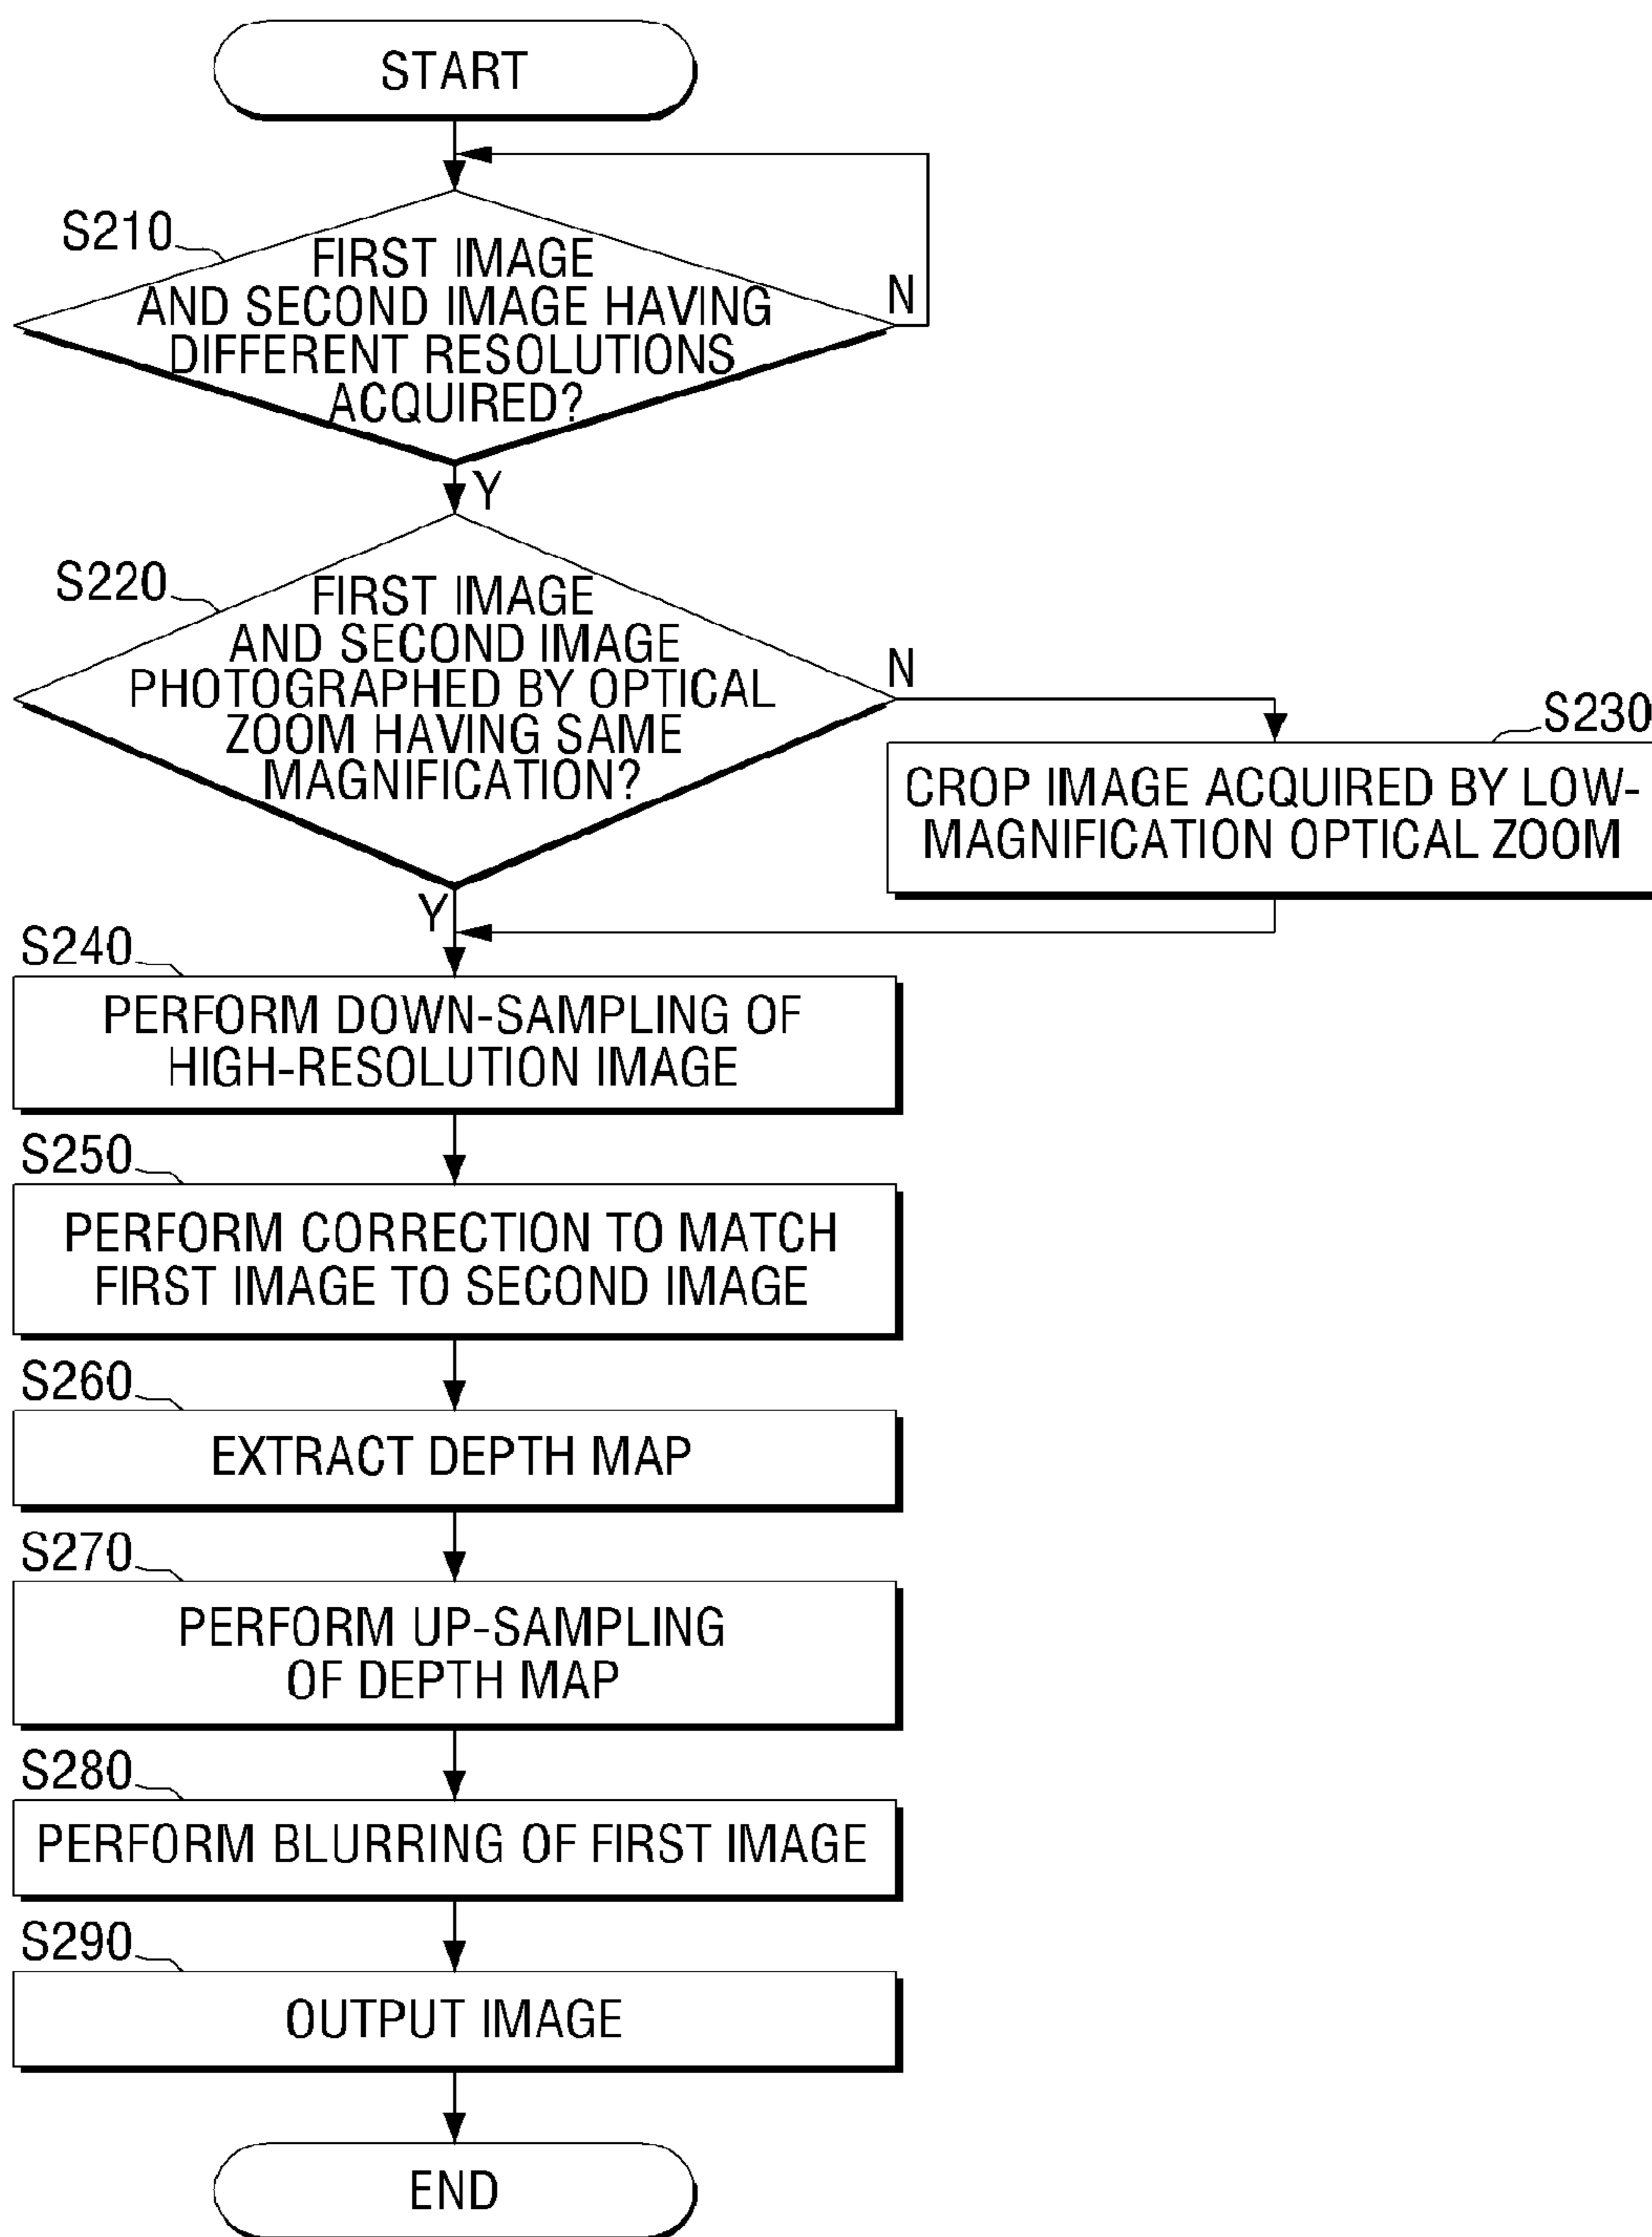 START
S210
FIRST IMAGE
AND SECOND IMAGE HAVING
DIFFERENT RESOLUTIONS
ACQUIRED?
N
Y
S220
FIRST IMAGE
AND SECOND IMAGE
PHOTOGRAPHED BY OPTICAL
ZOOM HAVING SAME
MAGNIFICATION?
N
S230
CROP IMAGE ACQUIRED BY LOW-
MAGNIFICATION OPTICAL ZOOM
Y
S240
PERFORM DOWN-SAMPLING OF
HIGH-RESOLUTION IMAGE
S250
PERFORM CORRECTION TO MATCH
FIRST IMAGE TO SECOND IMAGE
S260
EXTRACT DEPTH MAP
S270
PERFORM UP-SAMPLING
OF DEPTH MAP
S280
PERFORM BLURRING OF FIRST IMAGE
S290
OUTPUT IMAGE
END